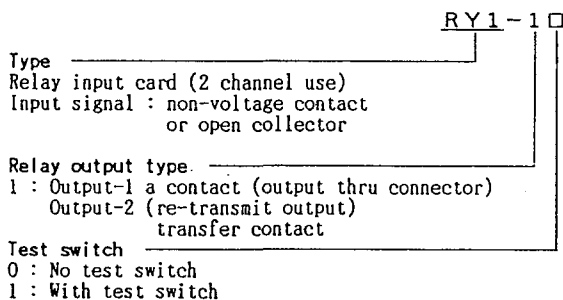 RY1-1□
Type
Relay input card (2 channel use)
Input signal : non-voltage contact
or open collector
Relay output type
1 : Output-1 a contact (output thru connector)
Output-2 (re-transmit output)
transfer contact
Test switch
0 : No test switch
1 : With test switch